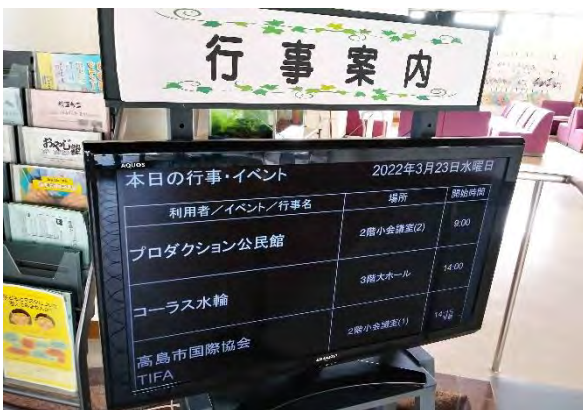 行事案内
AQUOS
本日の行事・イベント
2022年3月23日水曜日
利用者/イベント/行事名
場所
開始時間
プロダクション公民館
2階小会議室(2)
9:00
コーラス水輪
3階大ホール
14:00
高島市国際協会
TIFA
2階小会議室(1)
おやじ